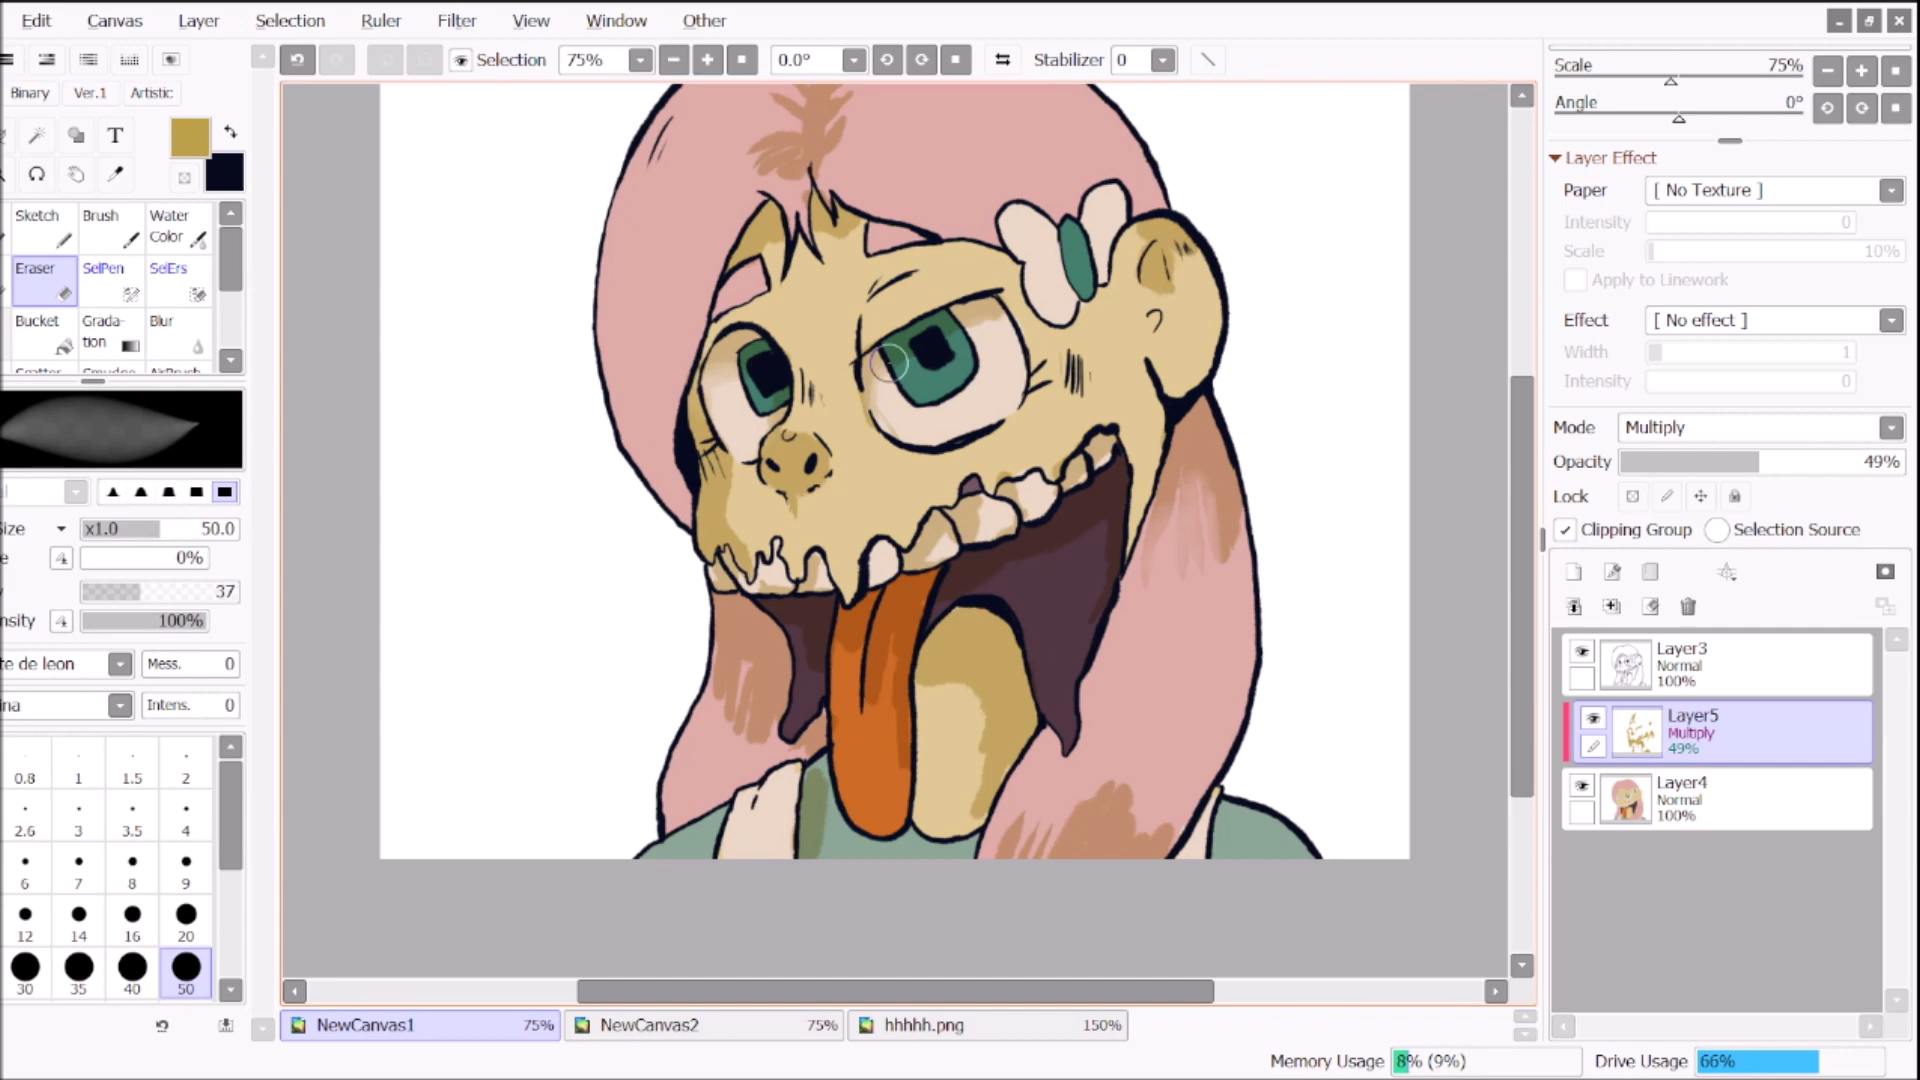 Edit Canvas Layer Selection Ruler Filter View Window Other
Selection 75% 0.0° Stabilizer 0
Binary Ver.1 Artistic
T
Sketch Brush Water Color
Eraser SelPen SelErs
Bucket Grada-tion Blur
x1.0 50.0
0%
37
100%
te de leon Mess. 0
na Intens. 0
0.8 1 1.5 2
2.6 3 3.5 4
6 7 8 9
12 14 16 20
30 35 40 50
Scale 75%
Angle 0°
Layer Effect
Paper [ No Texture ]
Intensity 0
Scale 10%
Apply to Linework
Effect [ No effect ]
Width 1
Intensity 0
Mode Multiply
Opacity 49%
Lock
Clipping Group Selection Source
Layer3
Normal
100%
Layer5
Multiply
49%
Layer4
Normal
100%
NewCanvas1 75% NewCanvas2 75% hhhhh.png 150%
Memory Usage 8% (9%) Drive Usage 66%